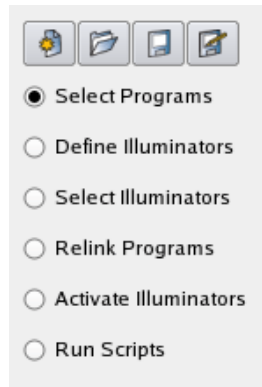 Select Programs
Define Illuminators
Select Illuminators
Relink Programs
Activate Illuminators
Run Scripts